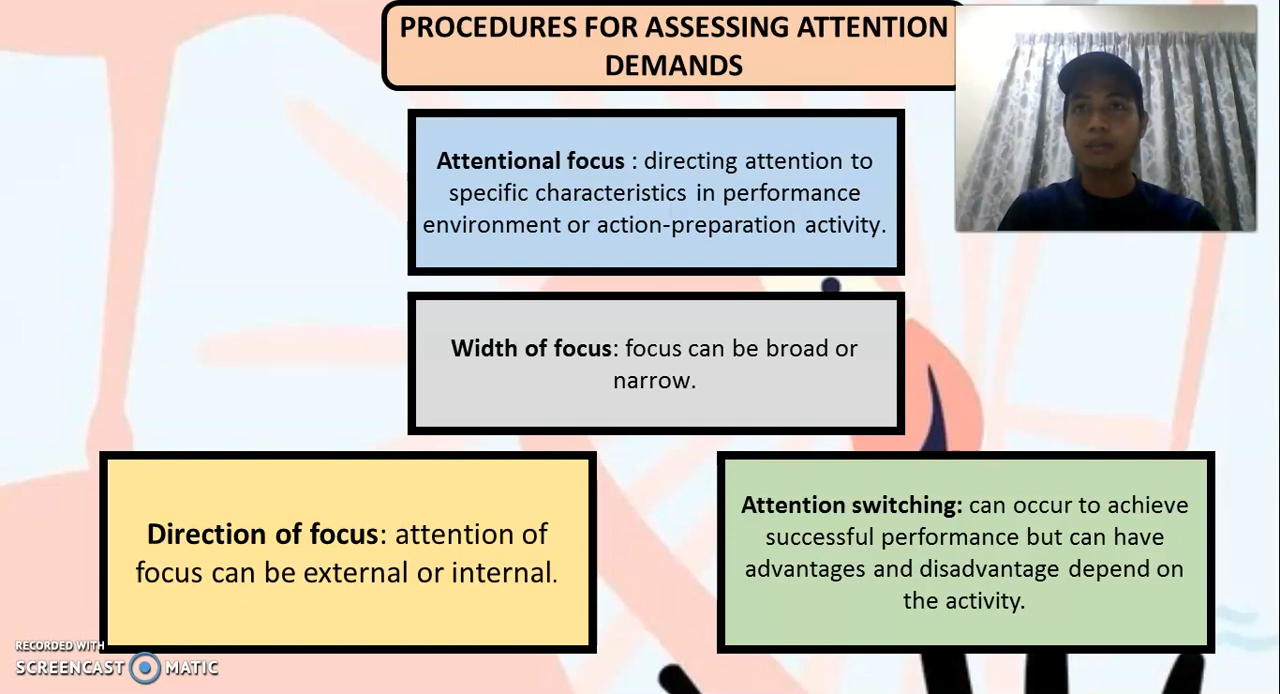 PROCEDURES FOR ASSESSING ATTENTION
DEMANDS
Attentional focus : directing attention to
specific characteristics in performance
environment or action-preparation activity.
Width of focus: focus can be broad or
narrow.
Direction of focus: attention of
focus can be external or internal.
Attention switching: can occur to achieve
successful performance but can have
advantages and disadvantage depend on
the activity.
RECORDED WITH
SCREENCAST MATIC